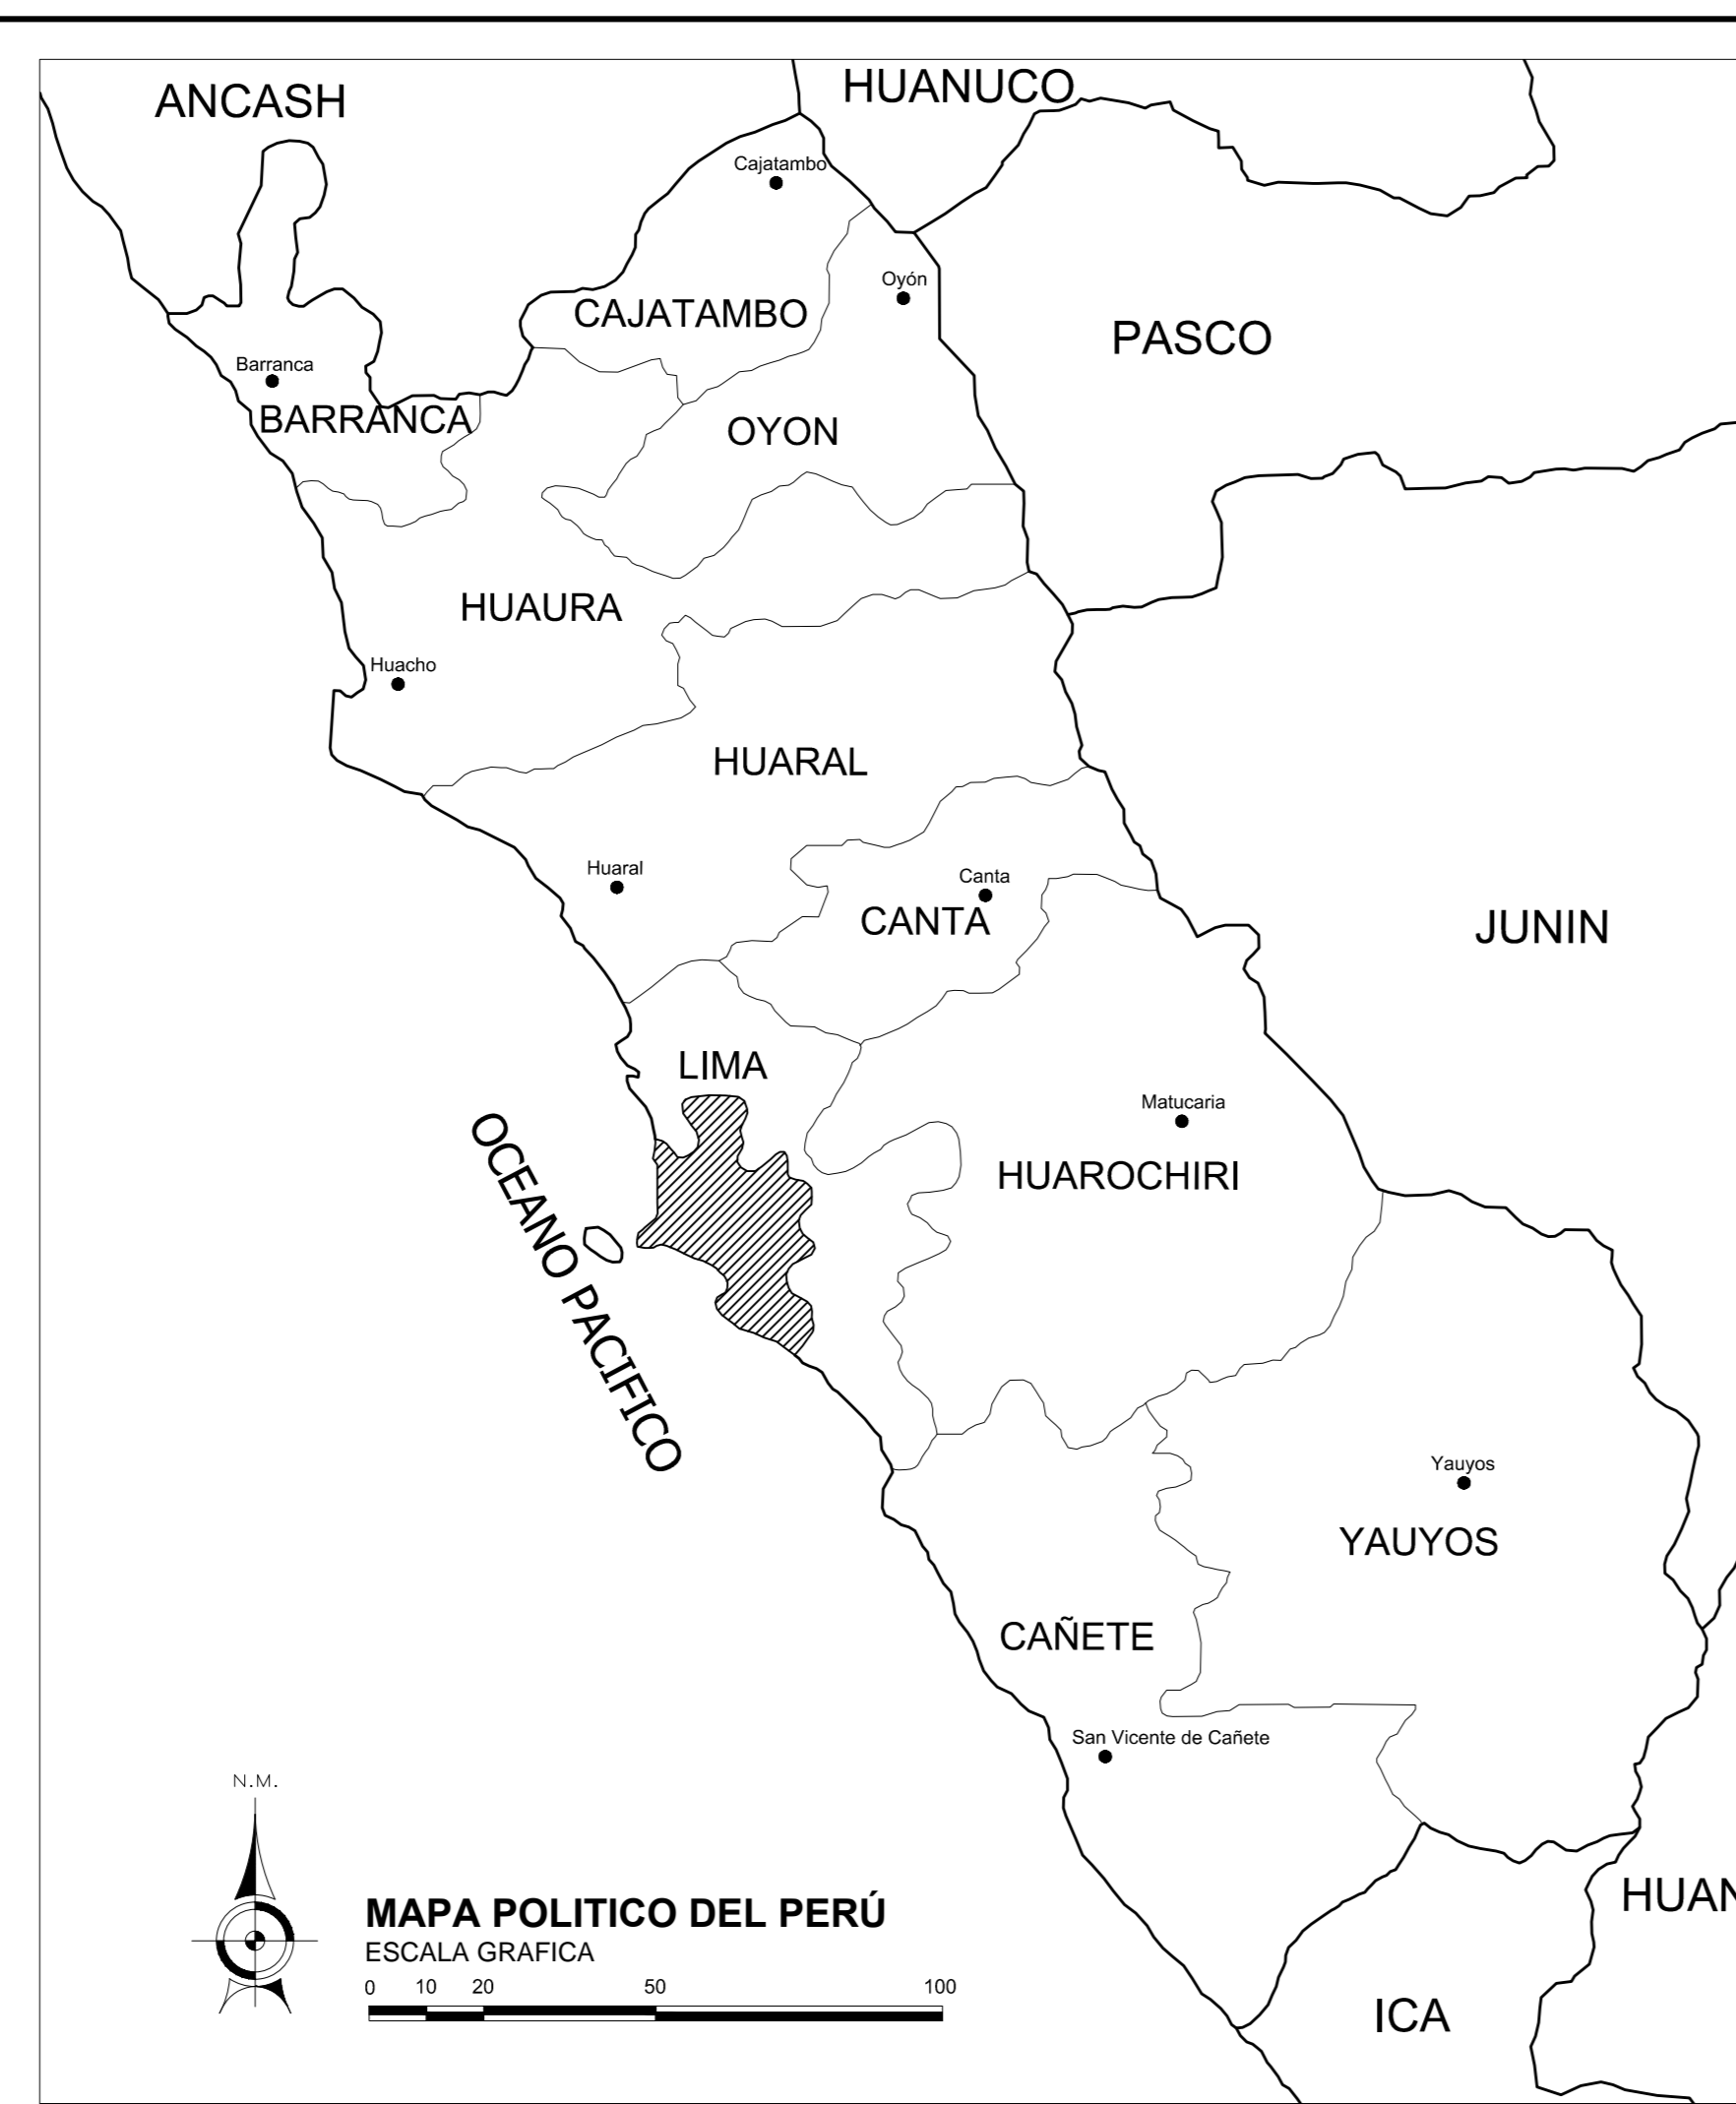 ANCASH
HUANUCO
Cajatambo
Oyón
CAJATAMBO
PASCO
Barranca
BARRANCA
OYON
HUAURA
Huacho
HUARAL
Huaral
Canta
CANTA
JUNIN
LIMA
Matucaria
HUAROCHIRI
OCEANO PACIFICO
Yauyos
YAUYOS
CAÑETE
San Vicente de Cañete
N.M.
HUAN
MAPA POLITICO DEL PERÚ
ESCALA GRAFICA
0 10 20 50 100
ICA